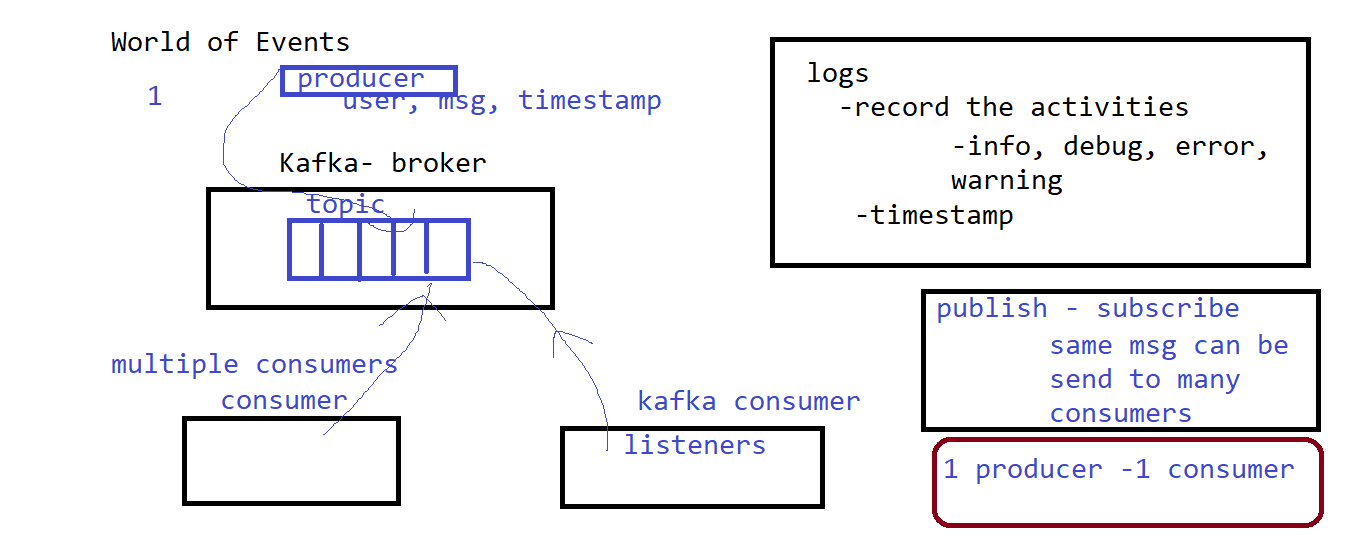 World of Events
producer
1
user, msg, timestamp
Kafka- broker
topic
multiple consumers
consumer
kafka consumer
listeners
logs
-record the activities
-info, debug, error,
warning
-timestamp
publish - subscribe
same msg can be
send to many
consumers
1 producer -1 consumer